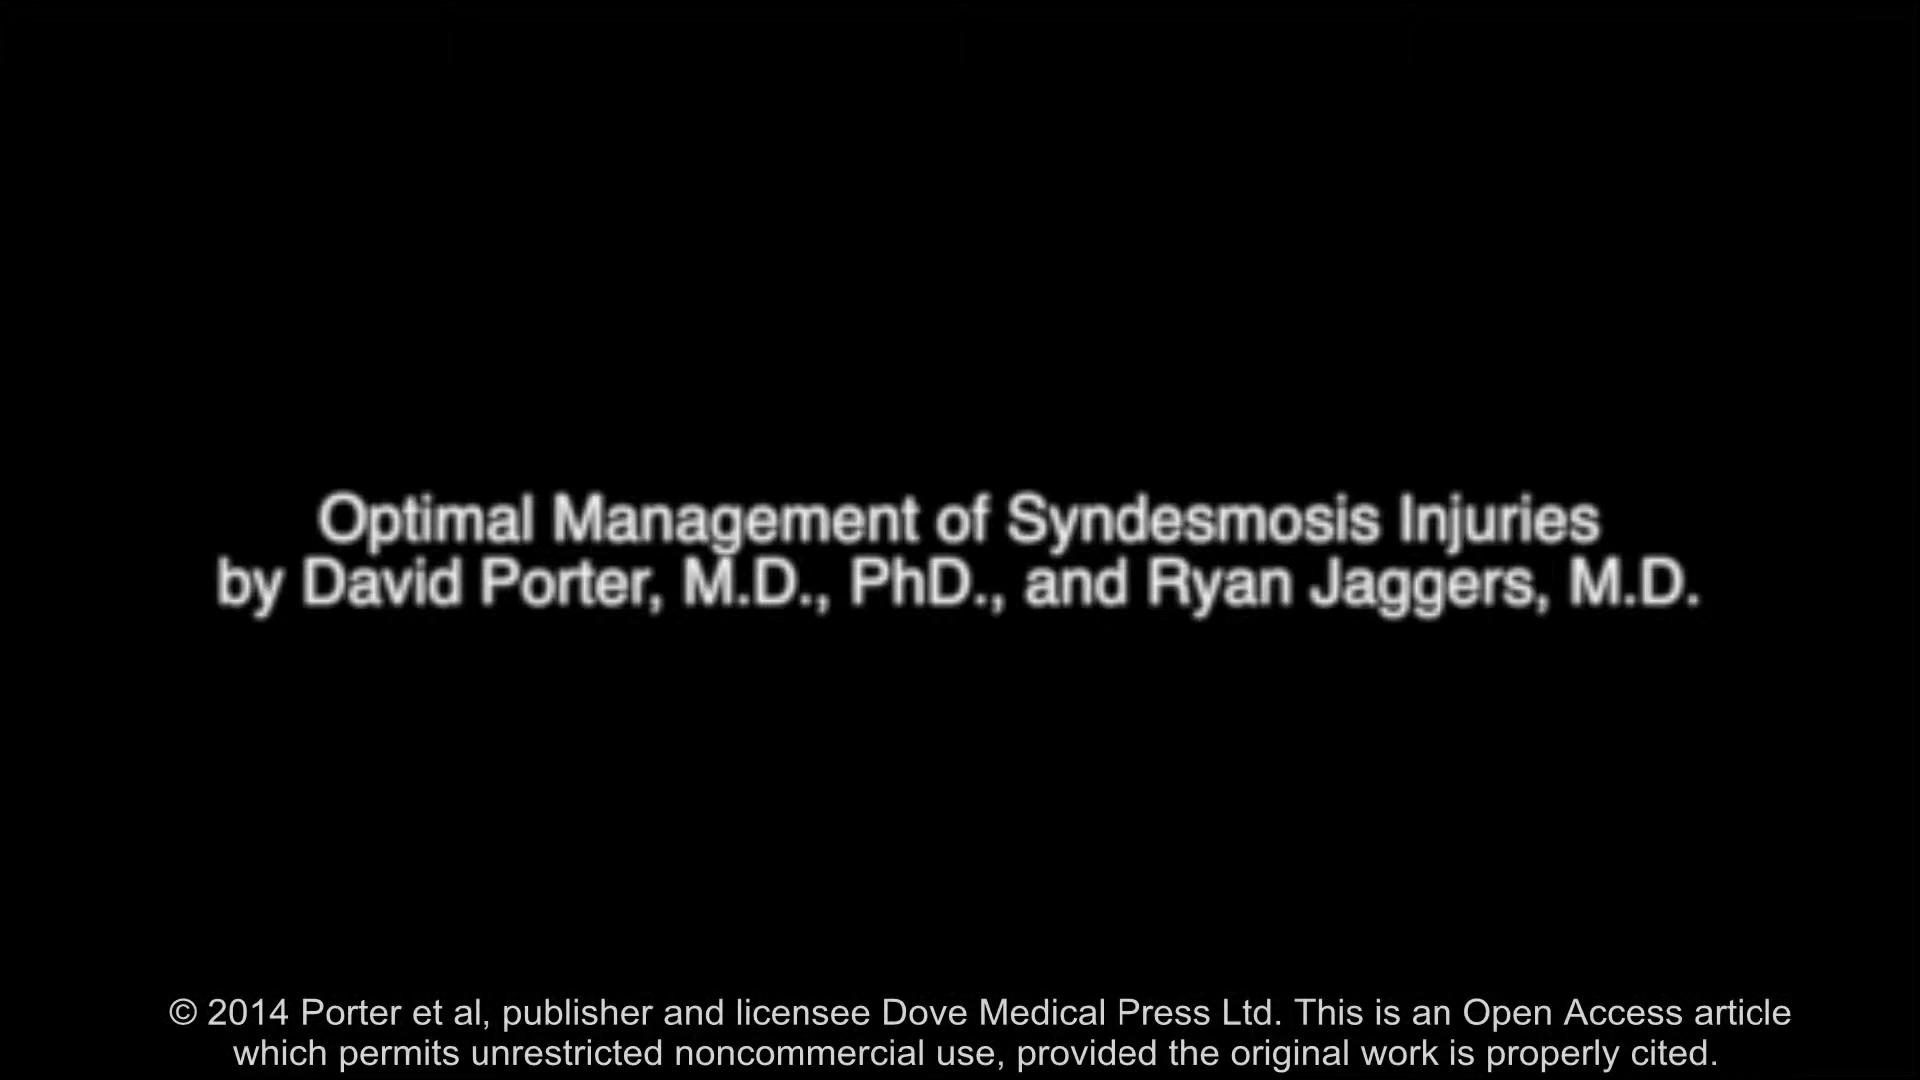 Optimal Management of Syndesmosis Injuries
by David Porter, M.D., PhD., and Ryan Jaggers, M.D.
© 2014 Porter et al, publisher and licensee Dove Medical Press Ltd. This is an Open Access article
which permits unrestricted noncommercial use, provided the original work is properly cited.